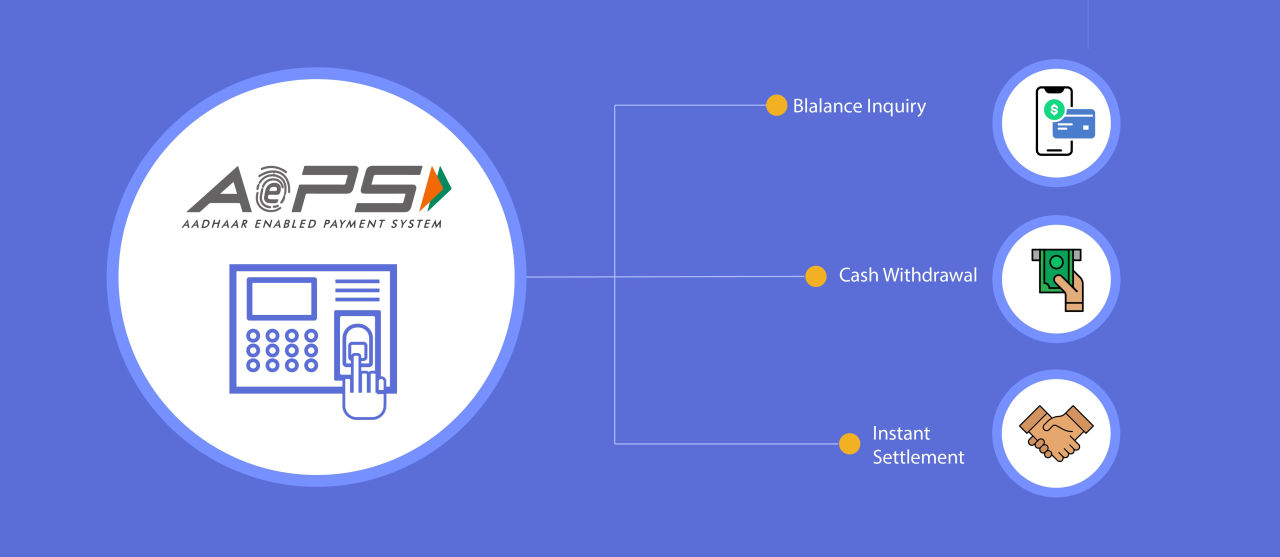 AePS
AADHAAR ENABLED PAYMENT SYSTEM
Blalance Inquiry
$
Cash Withdrawal
Instant
Settlement